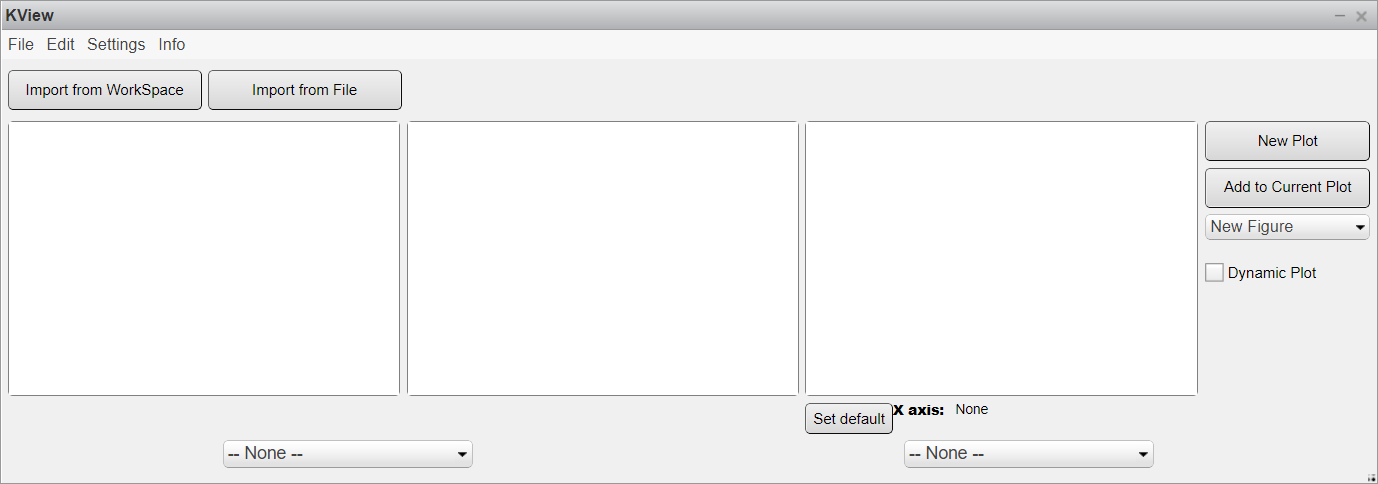 KView
File Edit Settings Info
Import from WorkSpace Import from File
New Plot
Add to Current Plot
New Figure
Dynamic Plot
Set default X axis: None
-- None -- -- None --